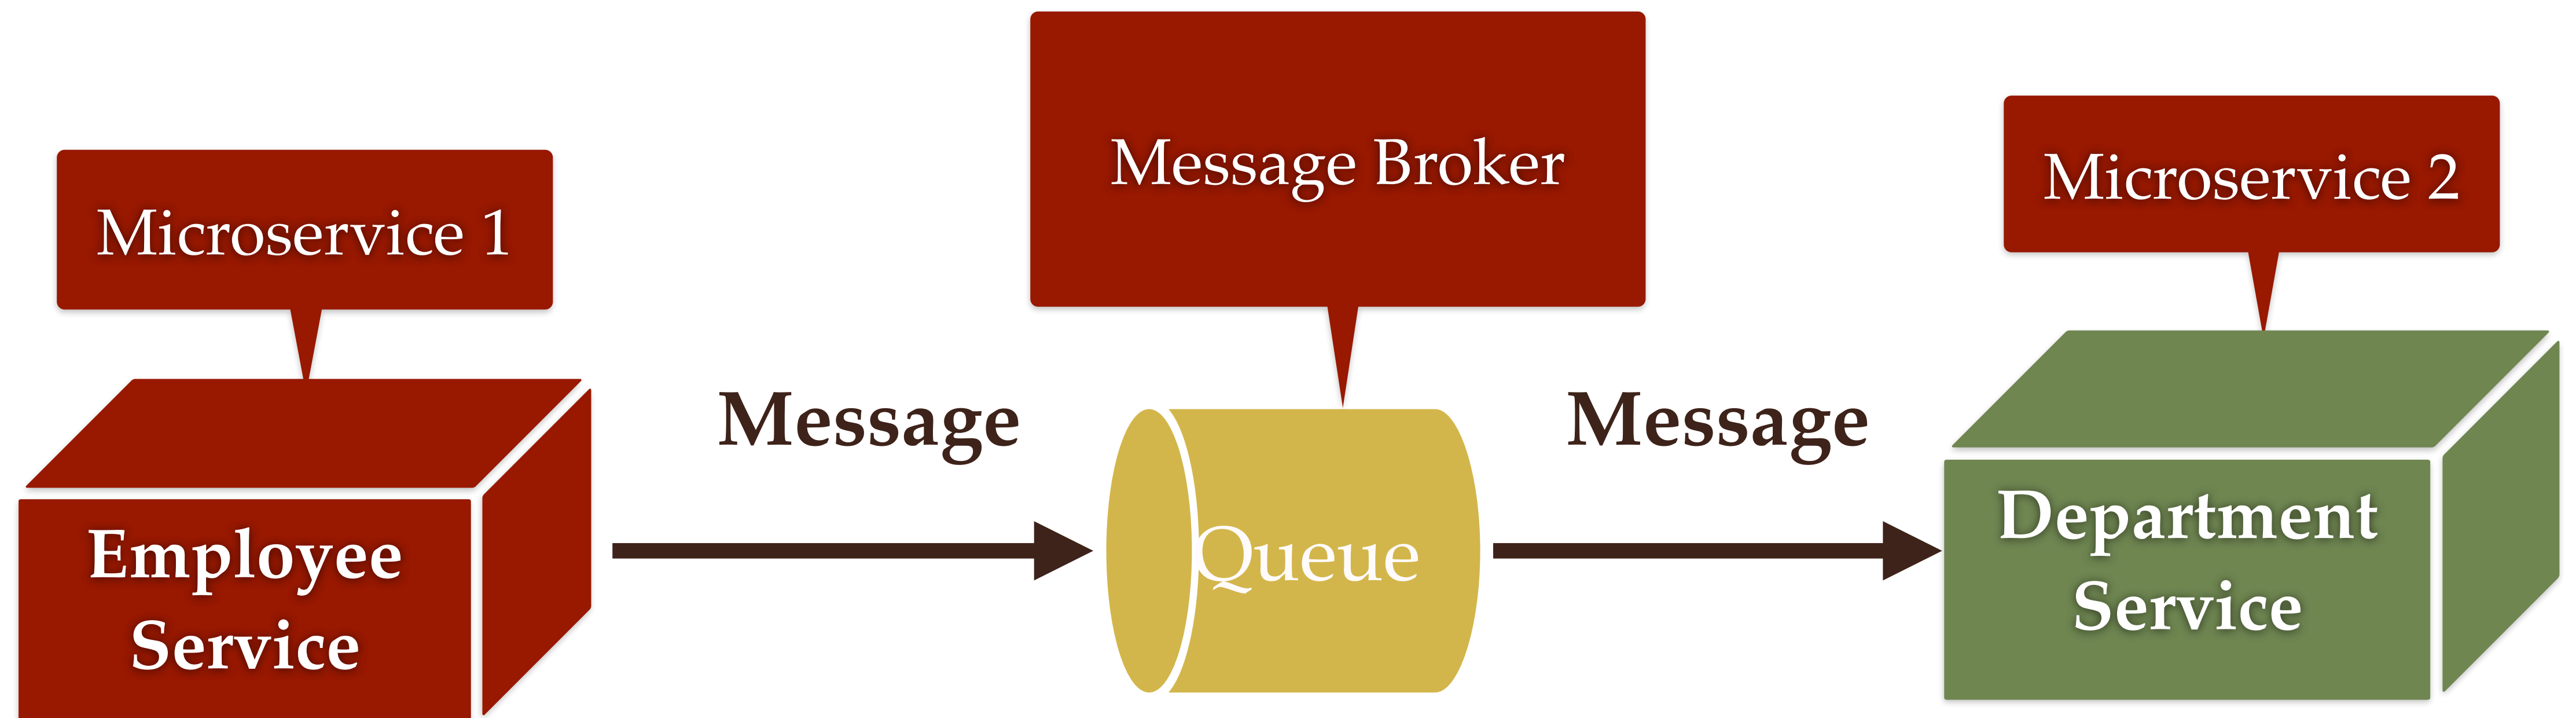 Microservice 1
Message Broker
Microservice 2
Message
Message
Employee
Service
Queue
Department
Service